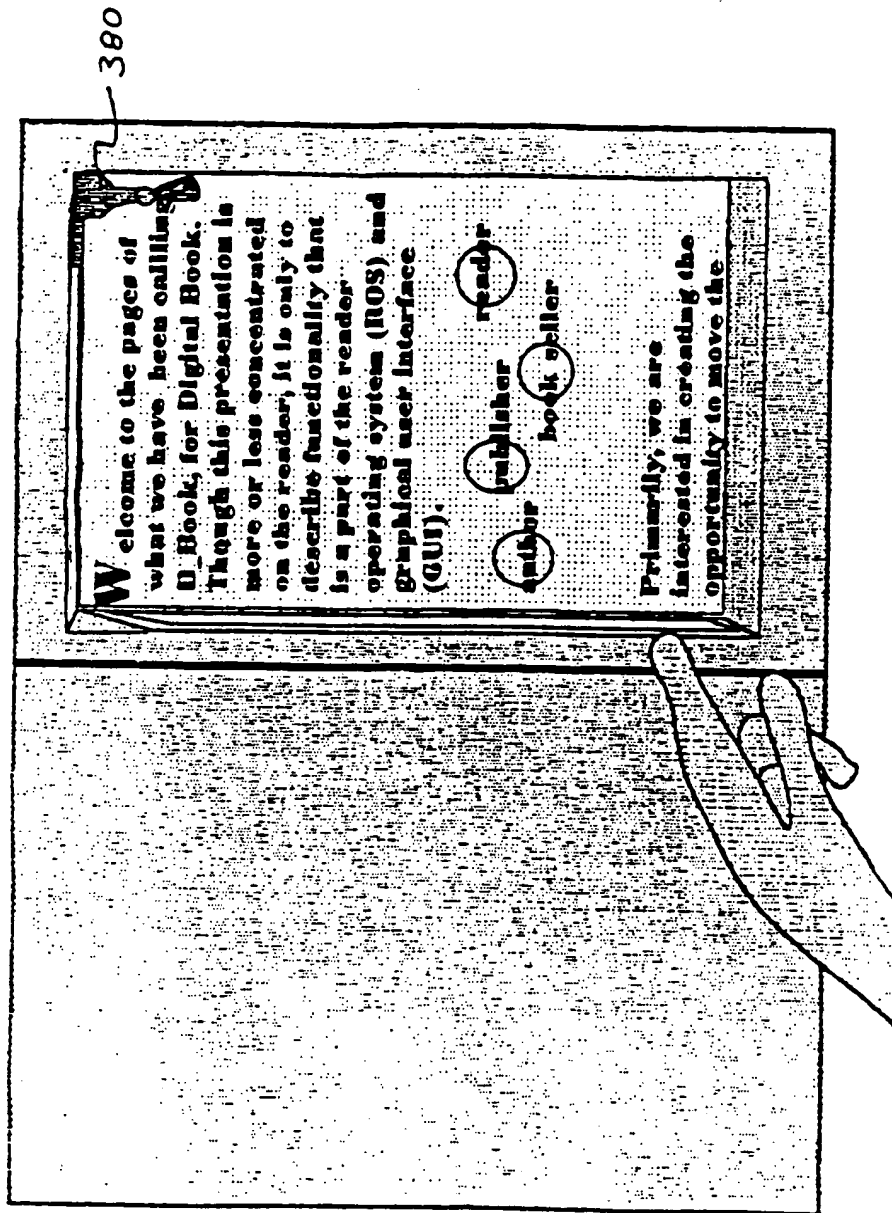 380
Welcome to the pages of
what we have been callling
D_Book, for Digital Book.
Though this presentation is
more or less concentrated
on the reader, it is only to
describe functionality that
is a part of the reader
operating system (ROS) and
graphical user interface
(GUI).
author publisher reader
book seller
Primarily, we are
interested in creating the
opportunity to move the